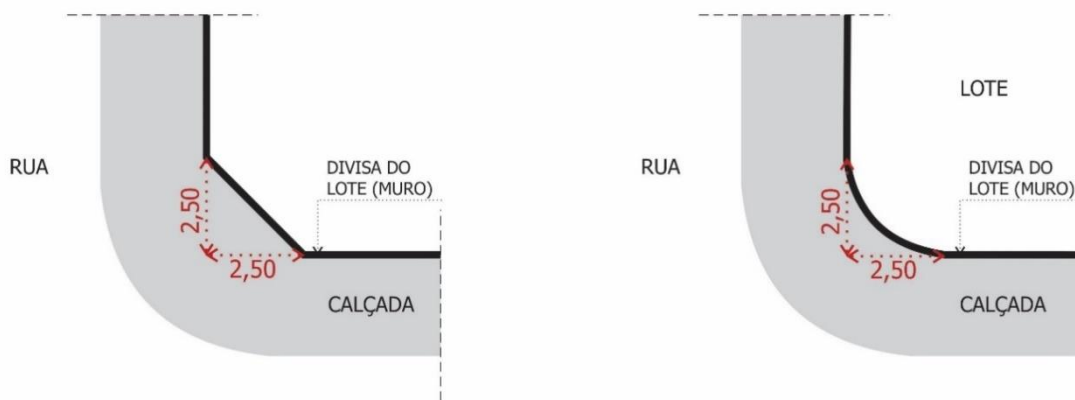 RUA
2,50
2,50
DIVISA DO
LOTE (MURO)
CALÇADA
RUA
LOTE
2,50
2,50
DIVISA DO
LOTE (MURO)
CALÇADA